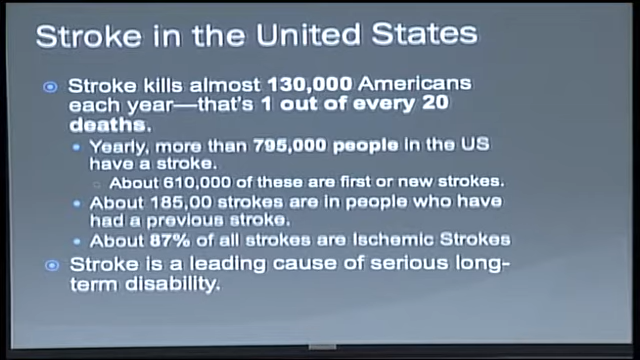 Stroke in the United States
Stroke kills almost 130,000 Americans
each year—that's 1 out of every 20
deaths.
Yearly, more than 795,000 people in the US
have a stroke.
About 610,000 of these are first or new strokes.
About 185,00 strokes are in people who have
had a previous stroke.
About 87% of all strokes are Ischemic Strokes
Stroke is a leading cause of serious long-
term disability.